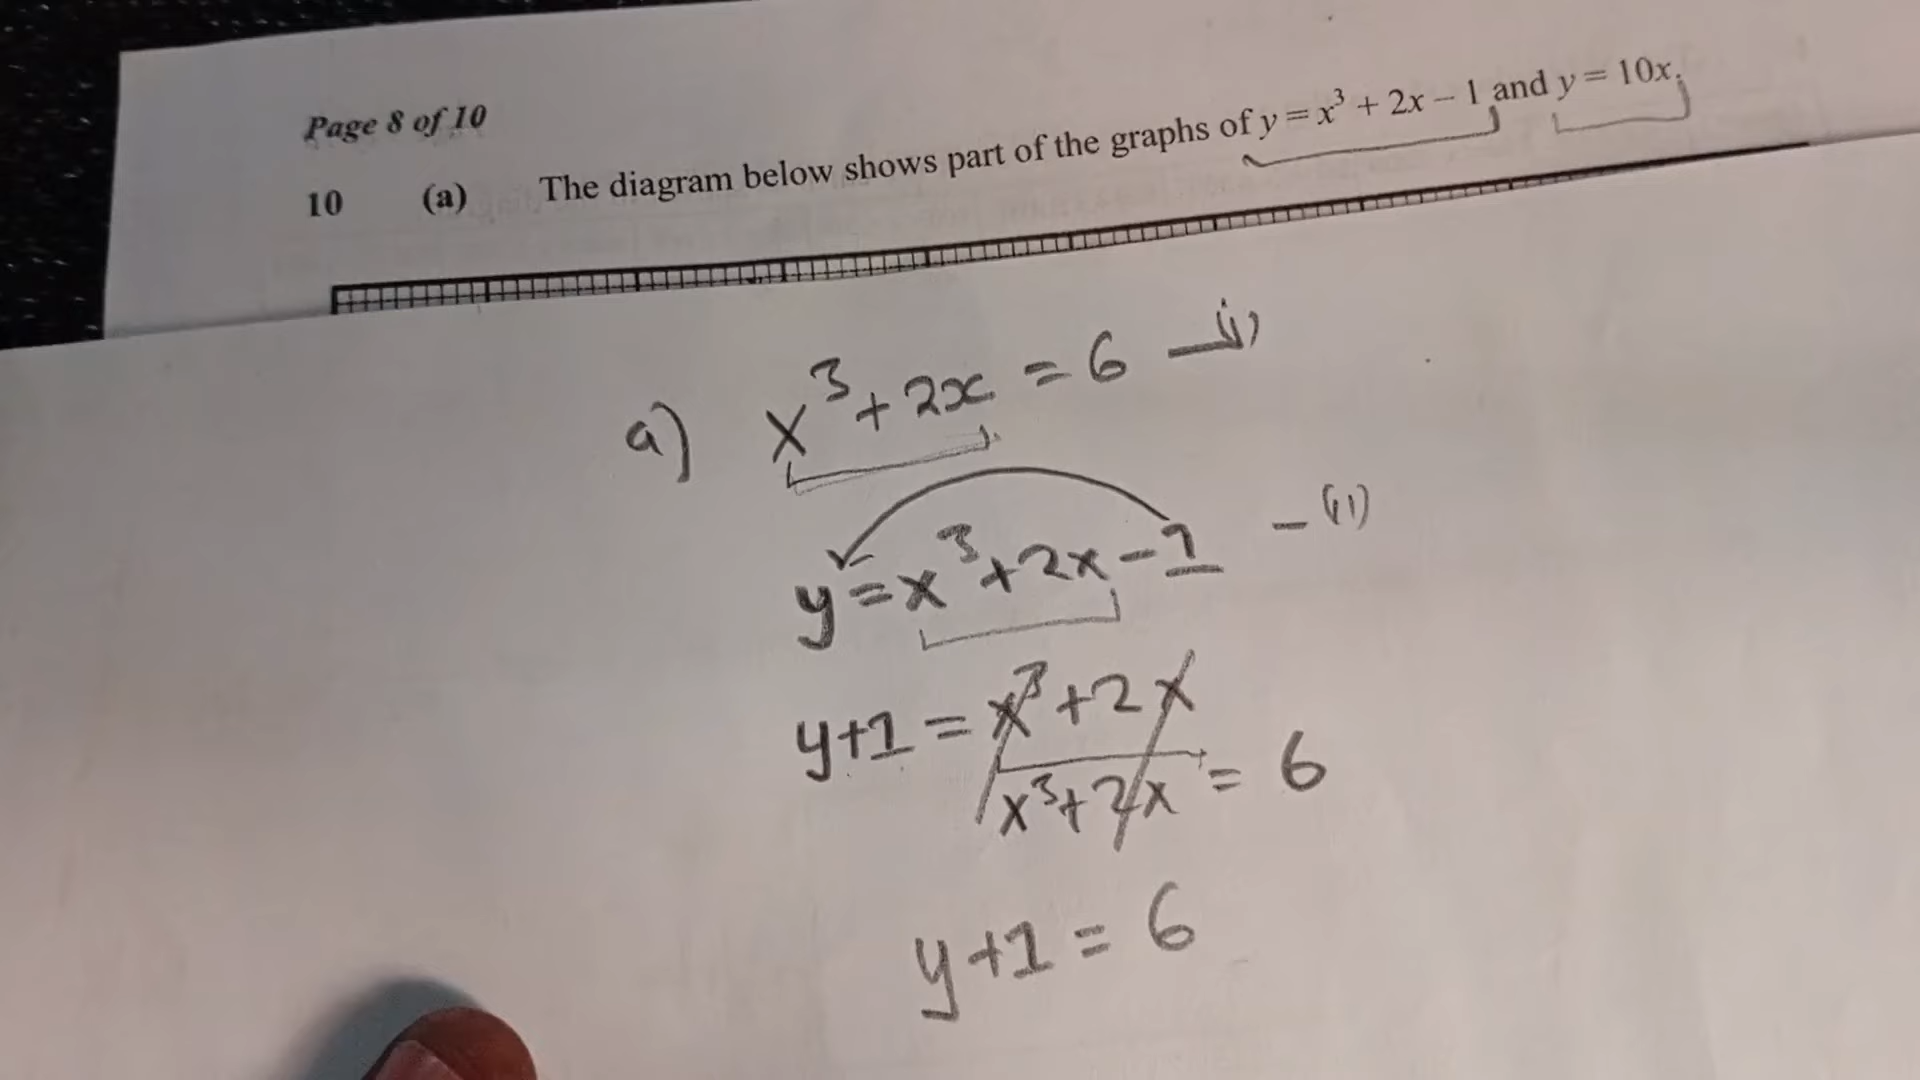 Page 8 of 10
10 (a) The diagram below shows part of the graphs of y = x³ + 2x − 1 and y = 10x.
a) x³+2x = 6 —(i)
y=x³+2x−1 —(ii)
y+1 = x³+2x
x³+2x = 6
y+1 = 6